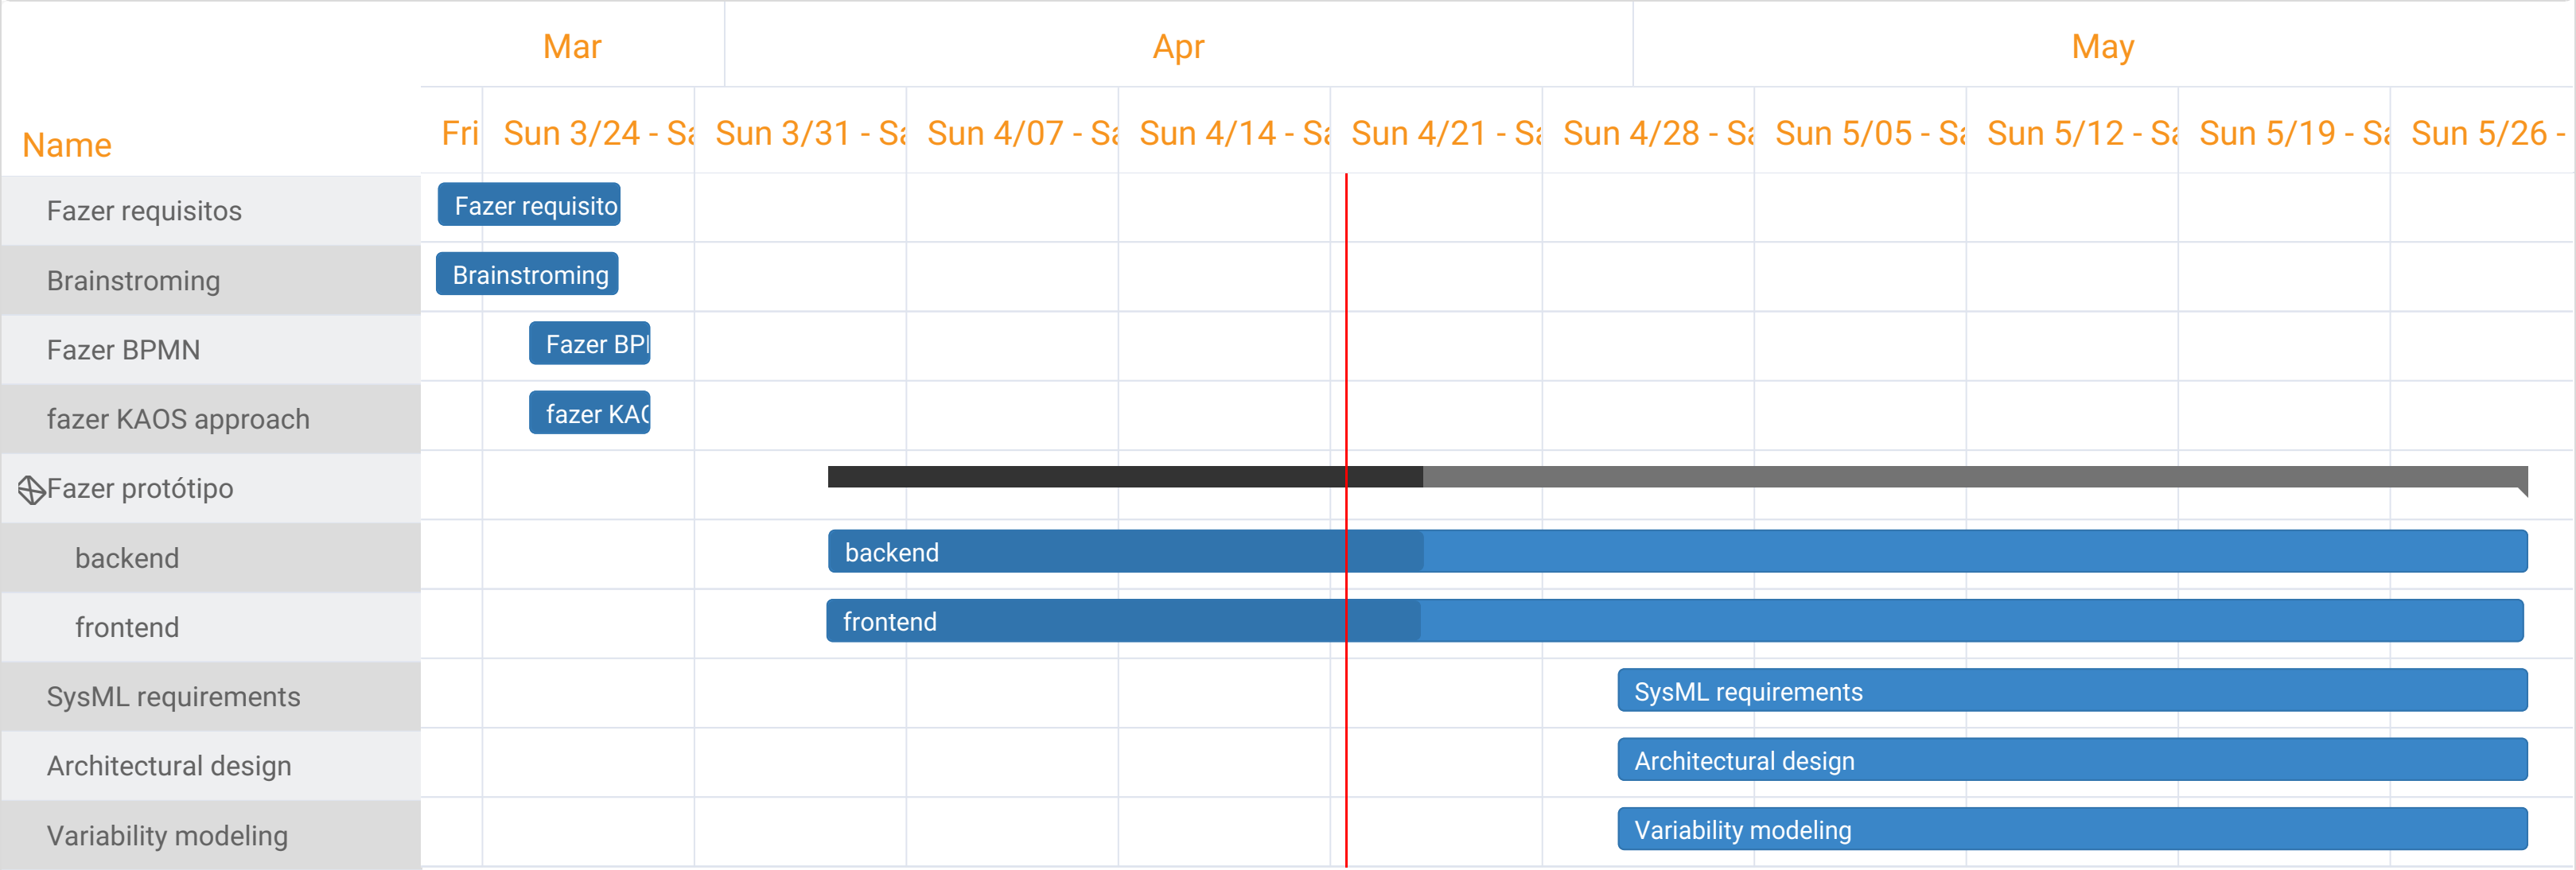 Mar Apr May
Name Fri Sun 3/24 - Sa Sun 3/31 - Sa Sun 4/07 - Sa Sun 4/14 - Sa Sun 4/21 - Sa Sun 4/28 - Sa Sun 5/05 - Sa Sun 5/12 - Sa Sun 5/19 - Sa Sun 5/26 -
Fazer requisitos Fazer requisito
Brainstroming Brainstroming
Fazer BPMN Fazer BP
fazer KAOS approach fazer KAO
Fazer protótipo
backend backend
frontend frontend
SysML requirements SysML requirements
Architectural design Architectural design
Variability modeling Variability modeling